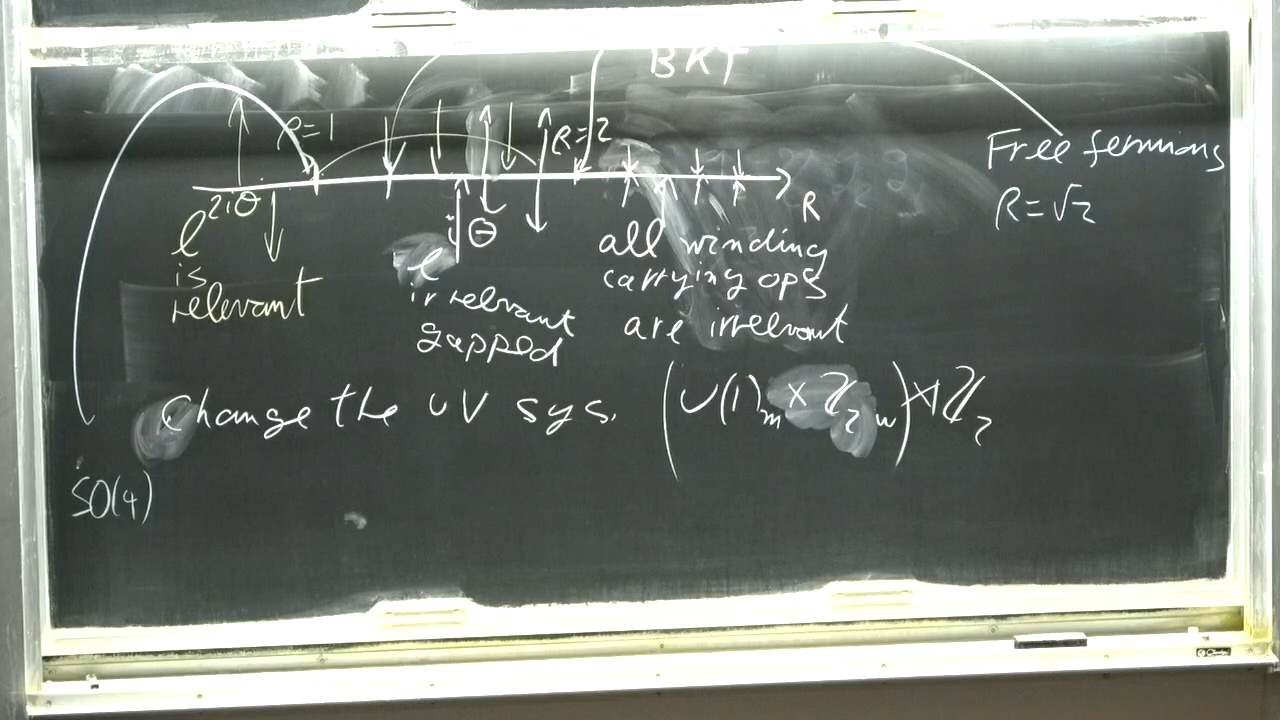 BKT
R=1
R=2
Free fermions
R=√2
R
e^{2iθ}
is
relevant
e^{iθ}
irrelevant
gapped
all winding
carrying ops
are irrelevant
Change the UV sys. (U(1)_m × Z_2 w) ⋊ Z_2
SO(4)